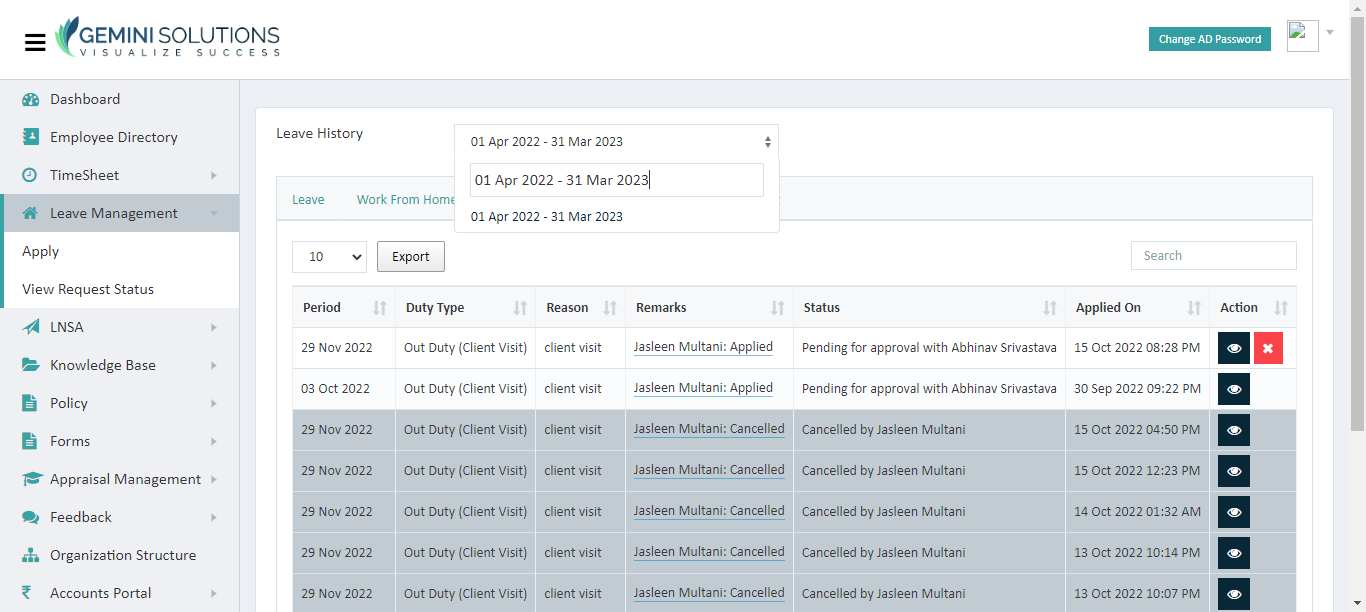 GEMINI SOLUTIONS
VISUALIZE SUCCESS
Change AD Password
Dashboard
Employee Directory
TimeSheet
Leave Management
Apply
View Request Status
LNSA
Knowledge Base
Policy
Forms
Appraisal Management
Feedback
Organization Structure
Accounts Portal
Leave History
01 Apr 2022 - 31 Mar 2023
01 Apr 2022 - 31 Mar 2023
01 Apr 2022 - 31 Mar 2023
Leave Work From Home
10 Export Search
Period Duty Type Reason Remarks Status Applied On Action
29 Nov 2022 Out Duty (Client Visit) client visit Jasleen Multani: Applied Pending for approval with Abhinav Srivastava 15 Oct 2022 08:28 PM
03 Oct 2022 Out Duty (Client Visit) client visit Jasleen Multani: Applied Pending for approval with Abhinav Srivastava 30 Sep 2022 09:22 PM
29 Nov 2022 Out Duty (Client Visit) client visit Jasleen Multani: Cancelled Cancelled by Jasleen Multani 15 Oct 2022 04:50 PM
29 Nov 2022 Out Duty (Client Visit) client visit Jasleen Multani: Cancelled Cancelled by Jasleen Multani 15 Oct 2022 12:23 PM
29 Nov 2022 Out Duty (Client Visit) client visit Jasleen Multani: Cancelled Cancelled by Jasleen Multani 14 Oct 2022 01:32 AM
29 Nov 2022 Out Duty (Client Visit) client visit Jasleen Multani: Cancelled Cancelled by Jasleen Multani 13 Oct 2022 10:14 PM
29 Nov 2022 Out Duty (Client Visit) client visit Jasleen Multani: Cancelled Cancelled by Jasleen Multani 13 Oct 2022 10:07 PM